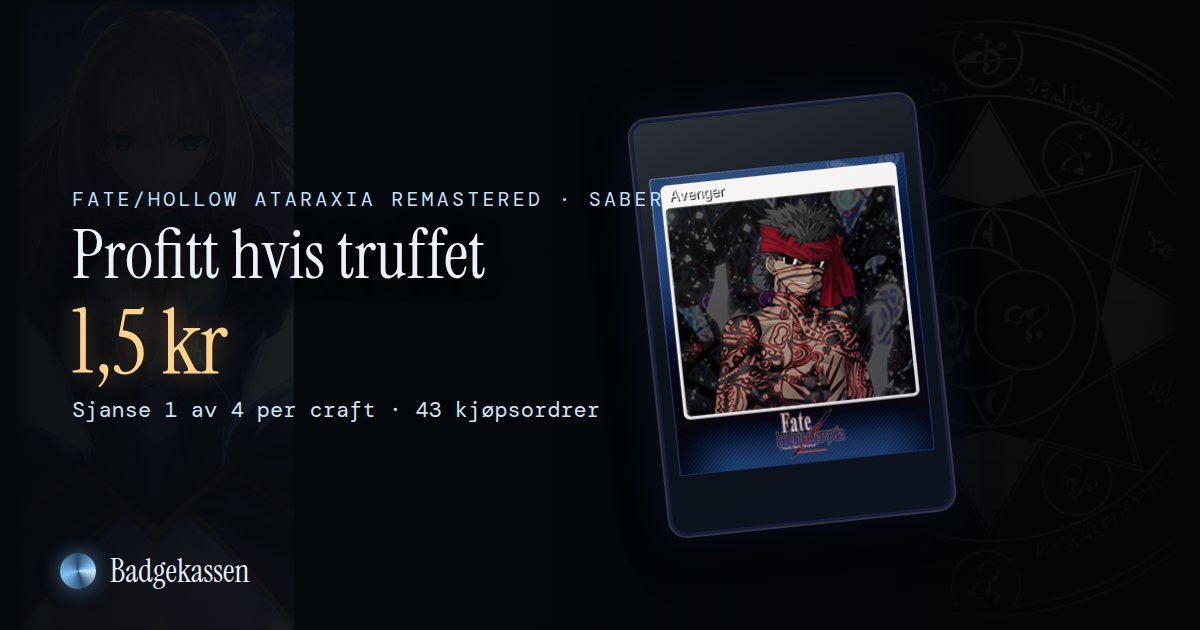 FATE/HOLLOW ATARAXIA REMASTERED · SABER
Profitt hvis truffet
1,5 kr
Sjanse 1 av 4 per craft · 43 kjøpsordrer
Badgekassen
Avenger
Fate